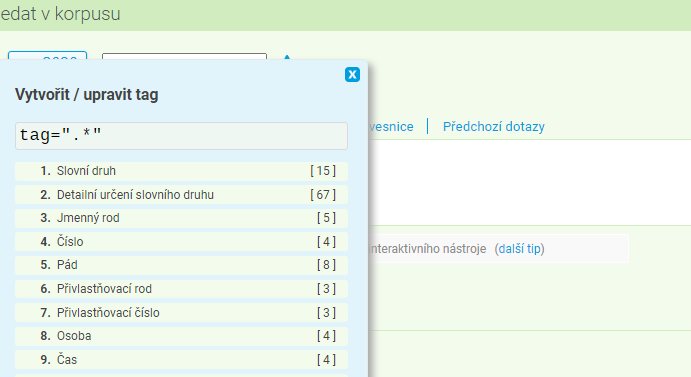 edat v korpusu
x
Vytvořit / upravit tag
tag=".*"
vesnice | Předchozí dotazy
1. Slovní druh [ 15 ]
2. Detailní určení slovního druhu [ 67 ]
3. Jmenný rod [ 5 ]
4. Číslo [ 4 ]
nteraktivního nástroje (další tip)
5. Pád [ 8 ]
6. Přivlastňovací rod [ 3 ]
7. Přivlastňovací číslo [ 3 ]
8. Osoba [ 4 ]
9. Čas [ 4 ]